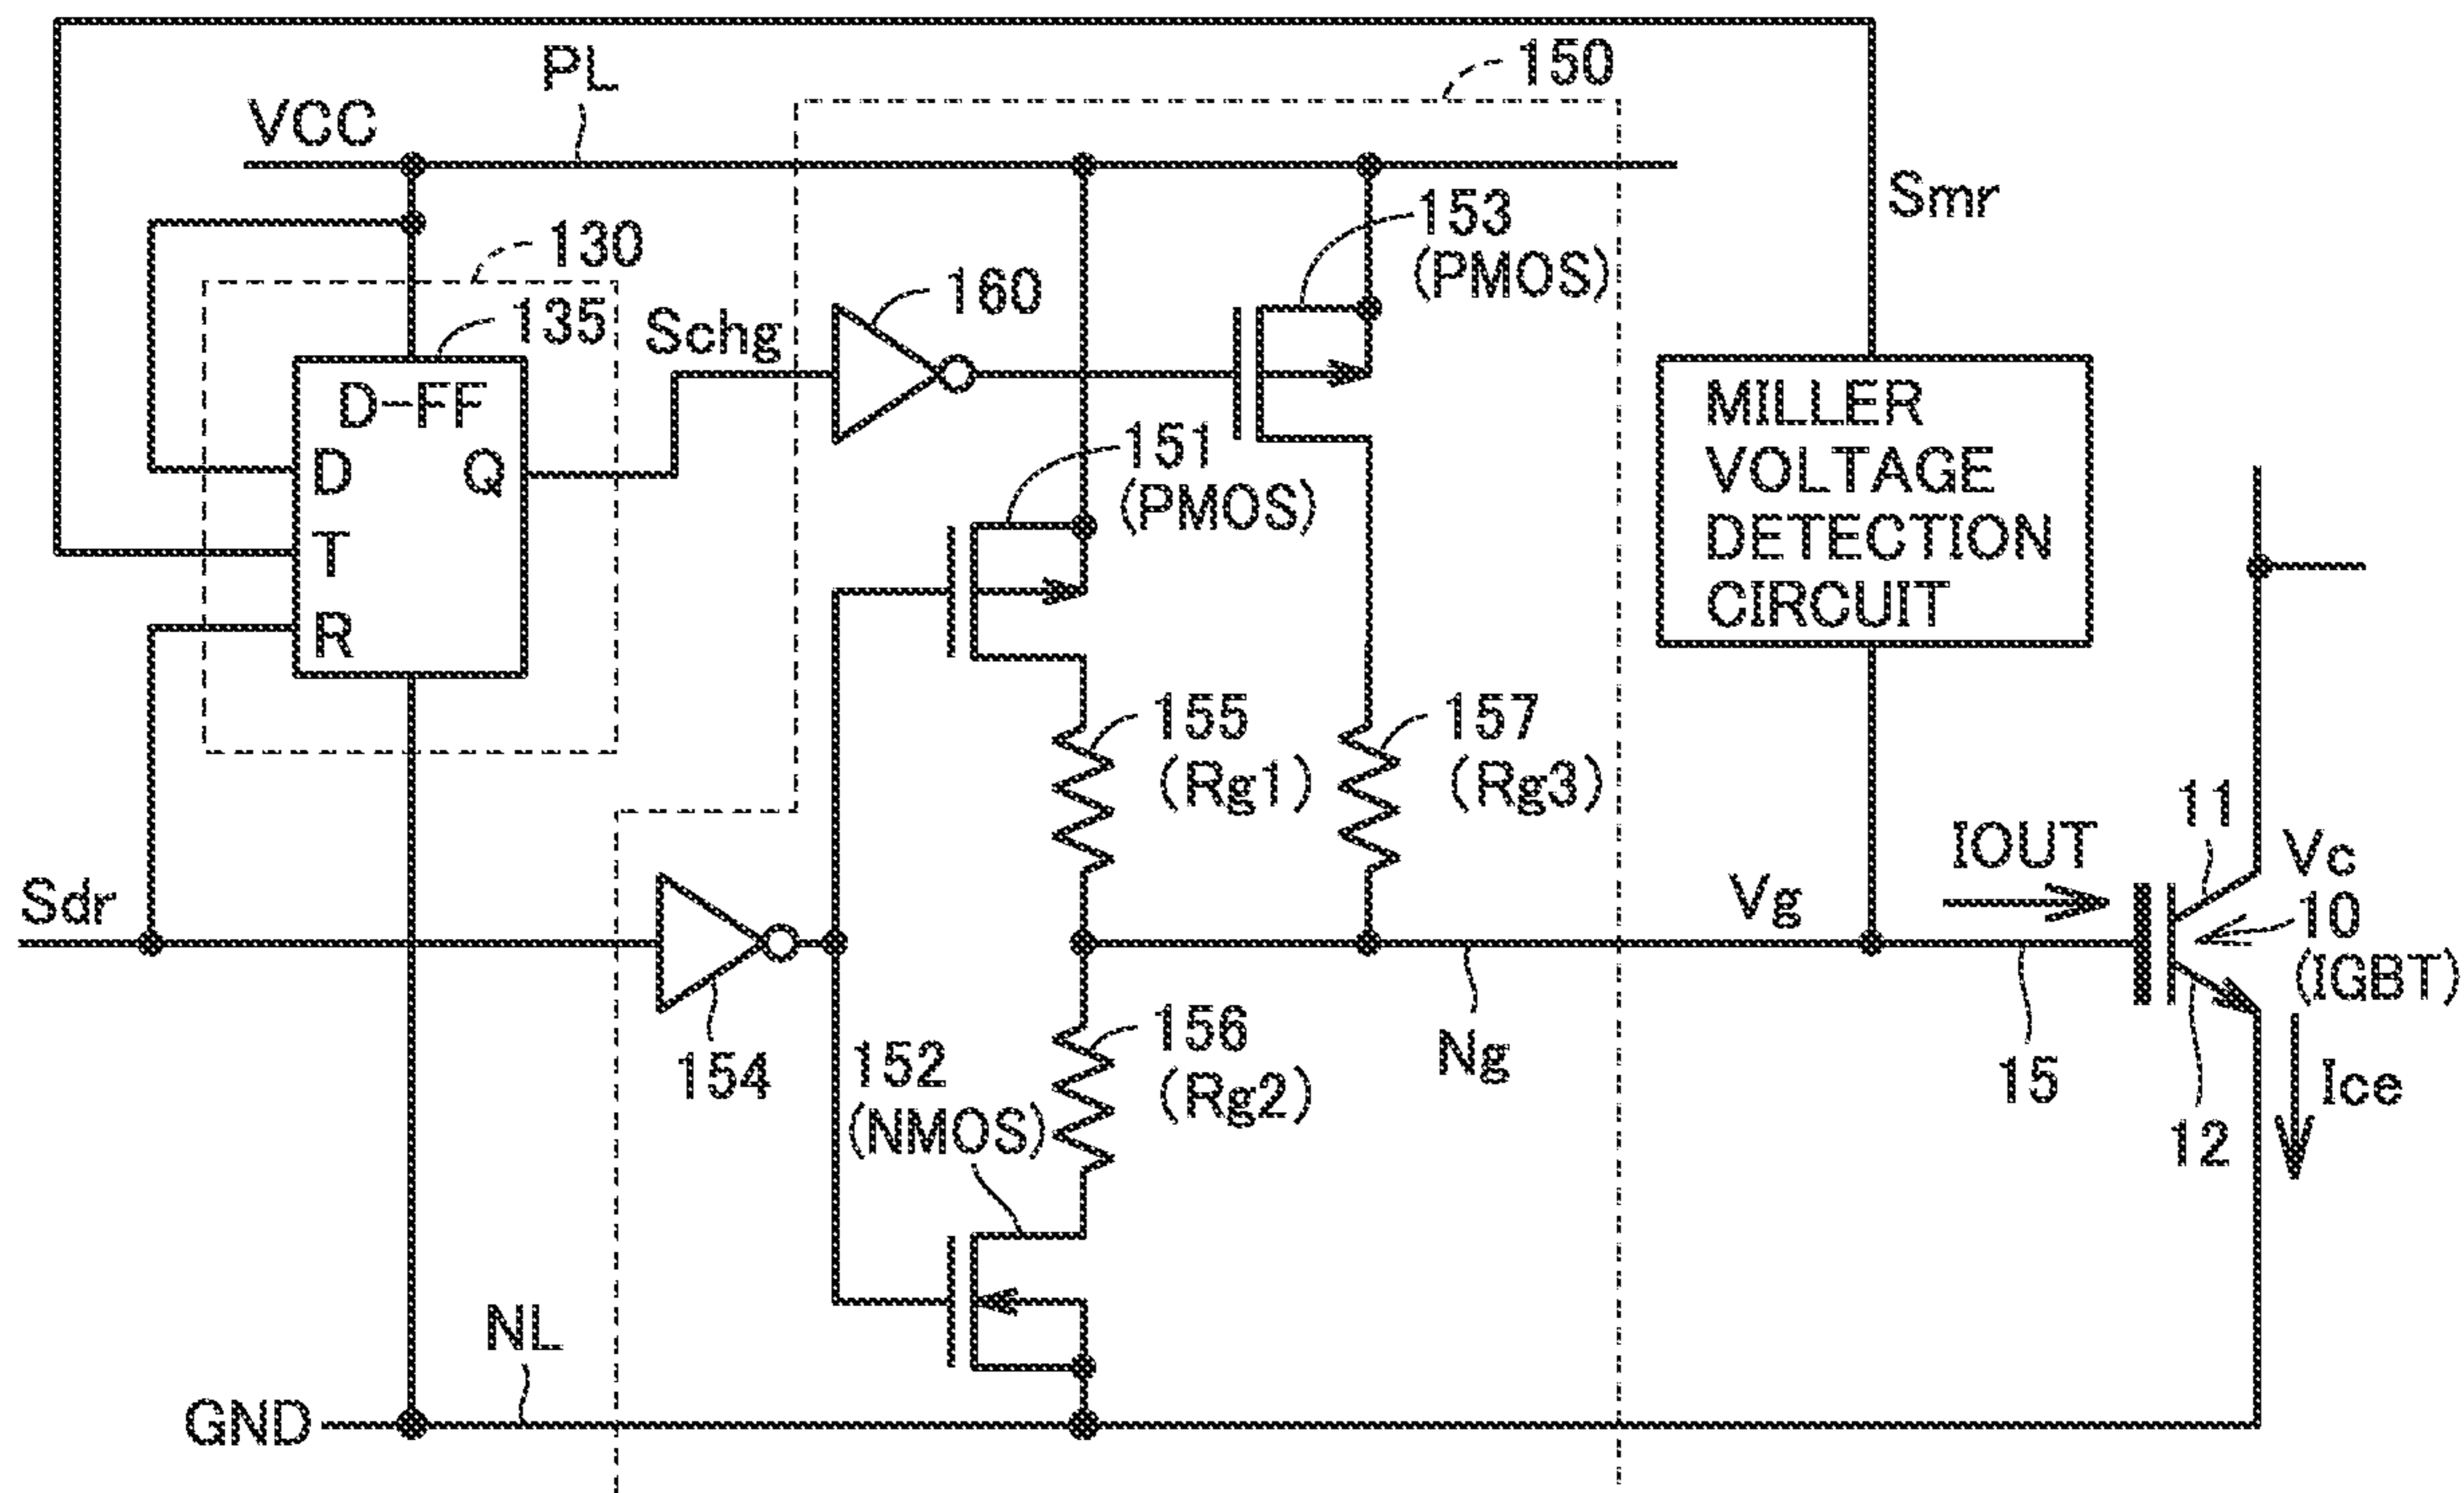 PL
150
VCC
Smr
153
(PMOS)
130
160
135
Schg
D-FF
D
Q
T
R
151
(PMOS)
MILLER
VOLTAGE
DETECTION
CIRCUIT
155
(Rg1)
157
(Rg3)
11
IOUT
Vc
Sdr
Vg
10
(IGBT)
154
152
(NMOS)
156
(Rg2)
Ng
15
12
Ice
NL
GND